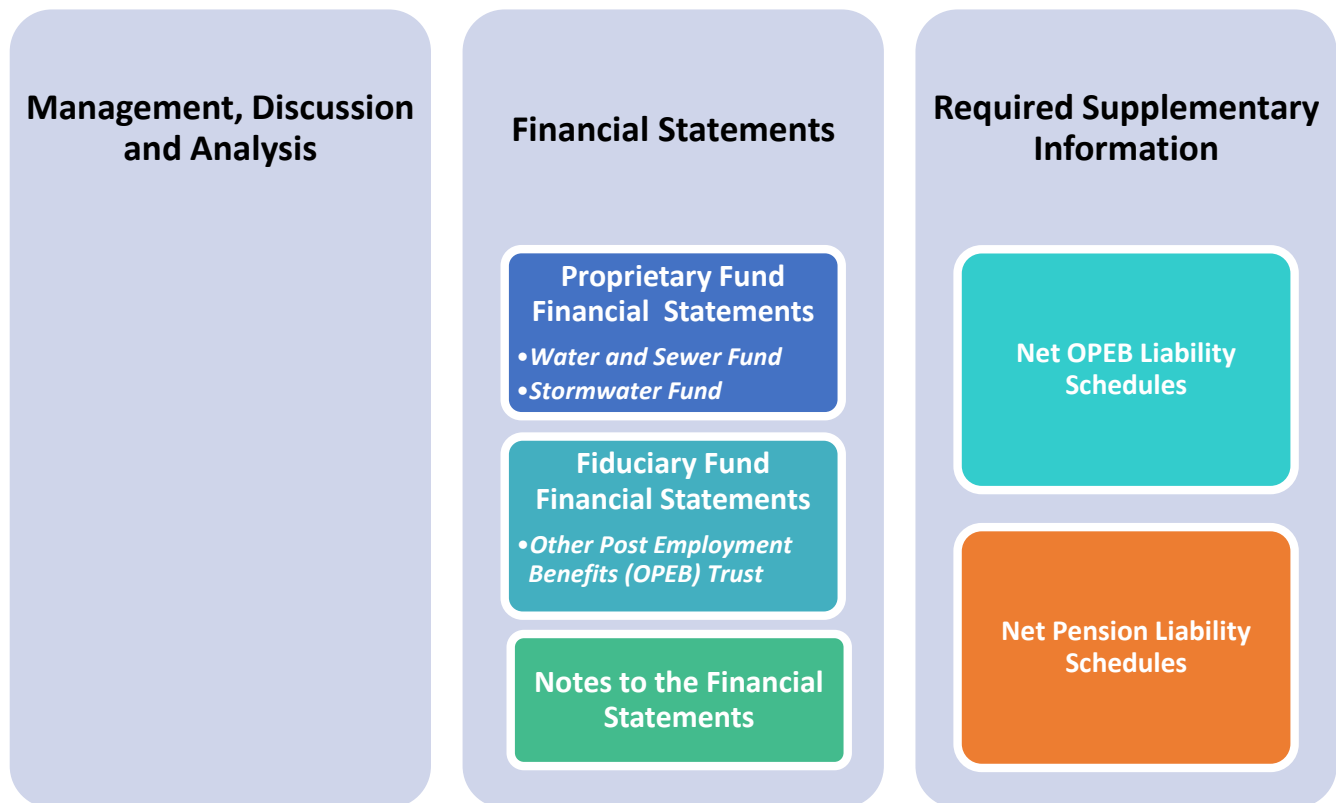 Management, Discussion
and Analysis
Financial Statements
Proprietary Fund
Financial Statements
•Water and Sewer Fund
•Stormwater Fund
Fiduciary Fund
Financial Statements
•Other Post Employment
Benefits (OPEB) Trust
Notes to the Financial
Statements
Required Supplementary
Information
Net OPEB Liability
Schedules
Net Pension Liability
Schedules